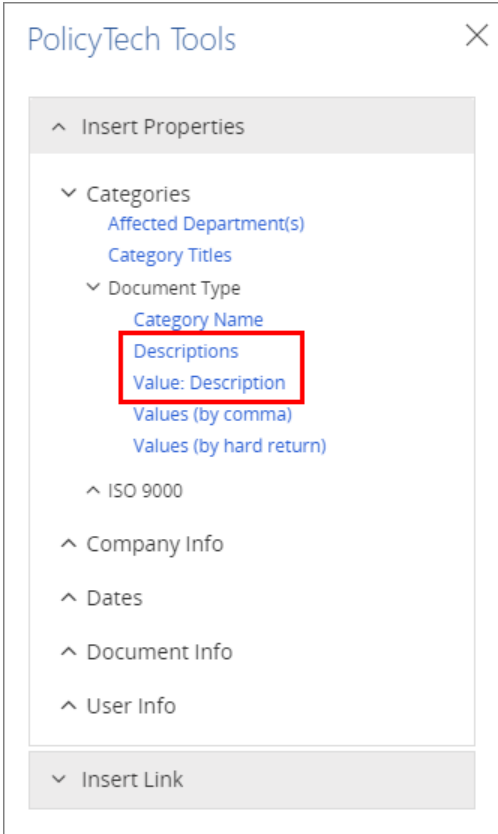 PolicyTech Tools
Insert Properties
Categories
Affected Department(s)
Category Titles
Document Type
Category Name
Descriptions
Value: Description
Values (by comma)
Values (by hard return)
ISO 9000
Company Info
Dates
Document Info
User Info
Insert Link